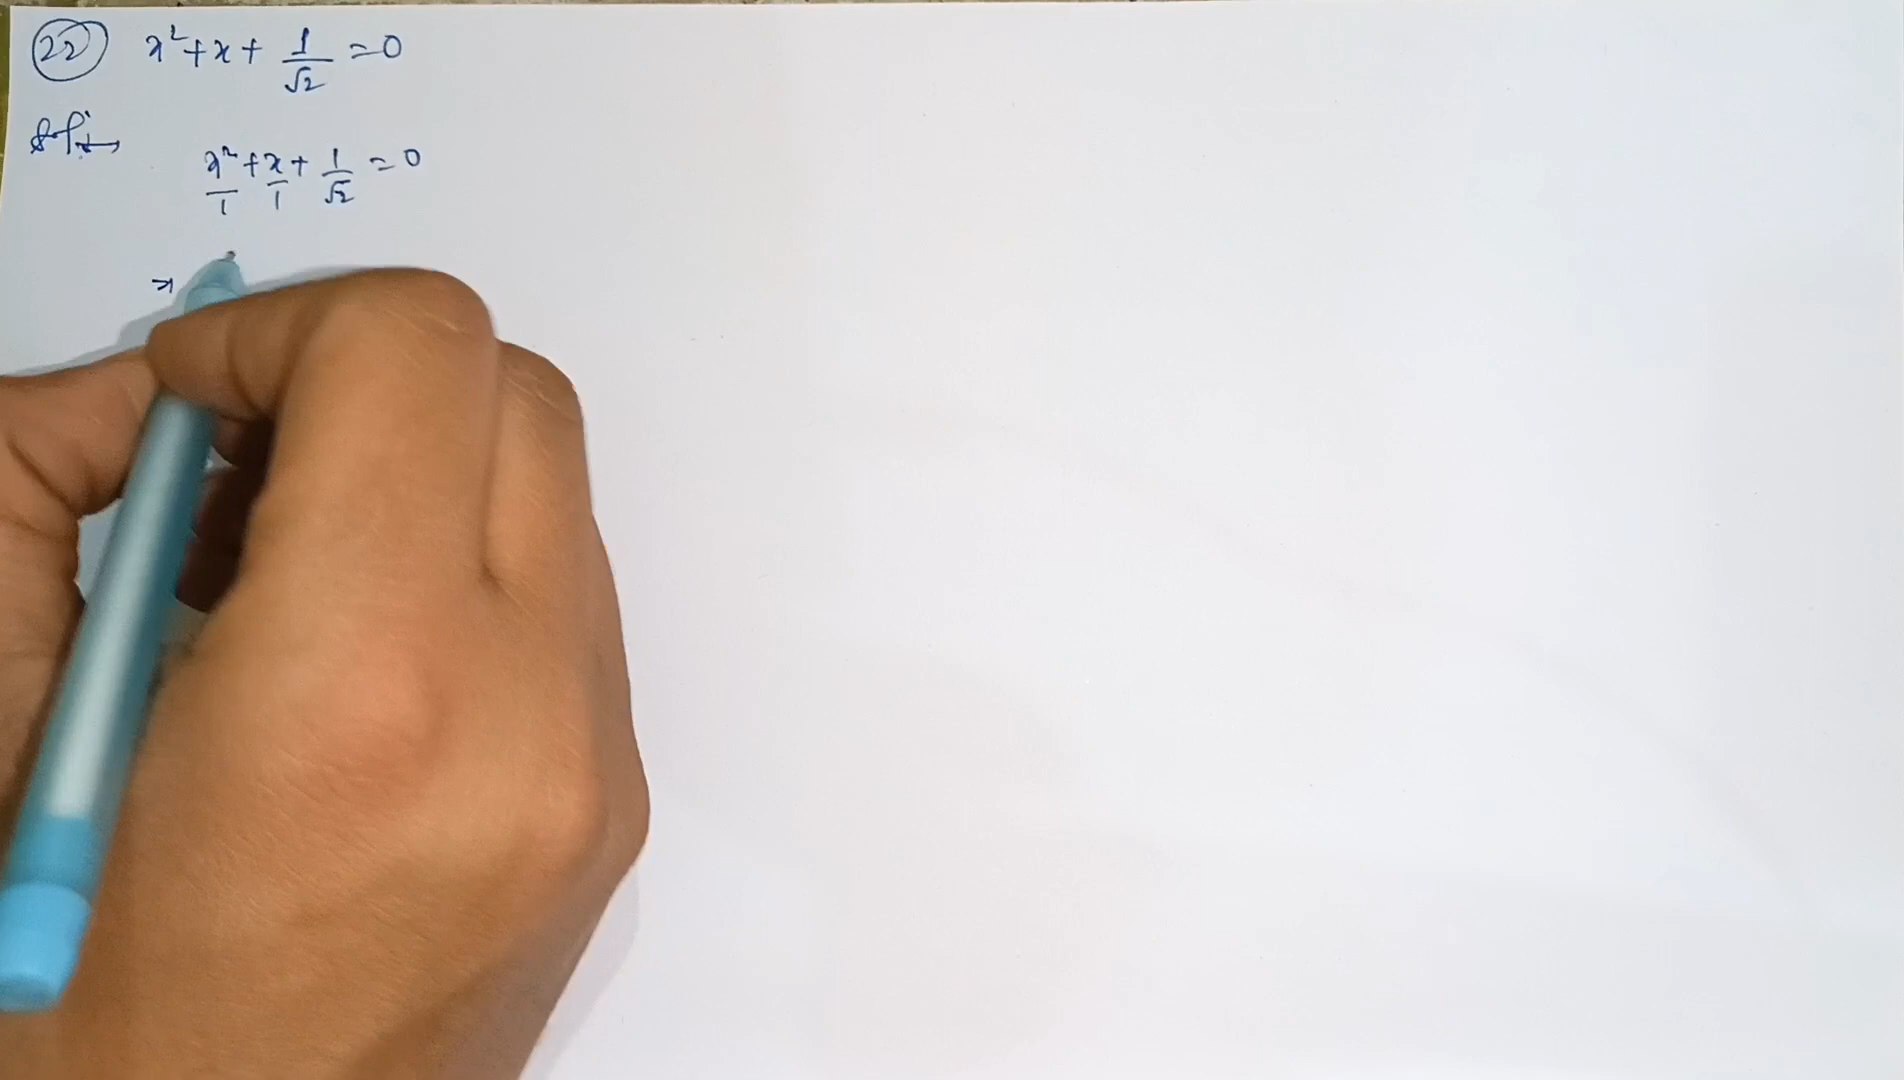 22 x² + x + 1/√2 = 0
Sol:→
x²/1 + x/1 + 1/√2 = 0
⇒